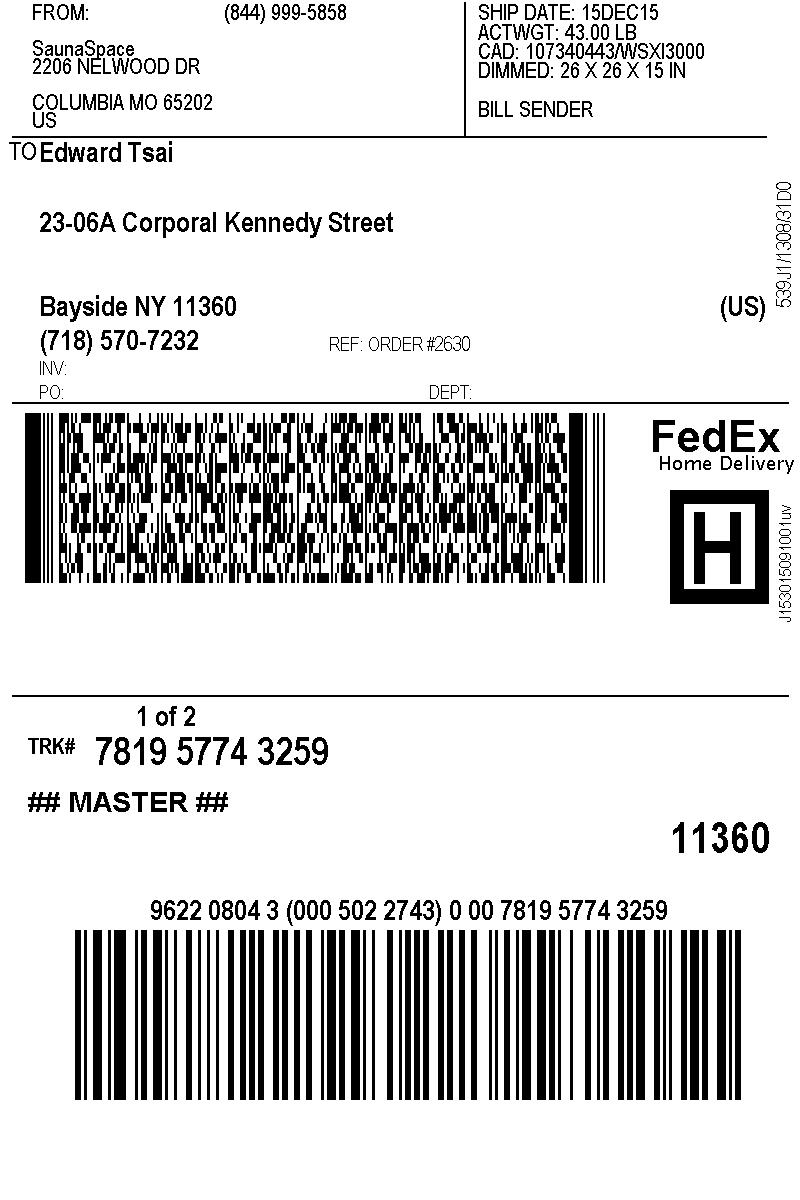 FROM: (844) 999-5858
SaunaSpace
2206 NELWOOD DR
COLUMBIA MO 65202
US
SHIP DATE: 15DEC15
ACTWGT: 43.00 LB
CAD: 107340443/WSXI3000
DIMMED: 26 X 26 X 15 IN
BILL SENDER
TO Edward Tsai
23-06A Corporal Kennedy Street
Bayside NY 11360 (US)
(718) 570-7232 REF: ORDER #2630
INV:
PO: DEPT:
539J1/1308/31D0
FedEx
Home Delivery
H
J153015091001uv
1 of 2
TRK# 7819 5774 3259
## MASTER ##
11360
9622 0804 3 (000 502 2743) 0 00 7819 5774 3259